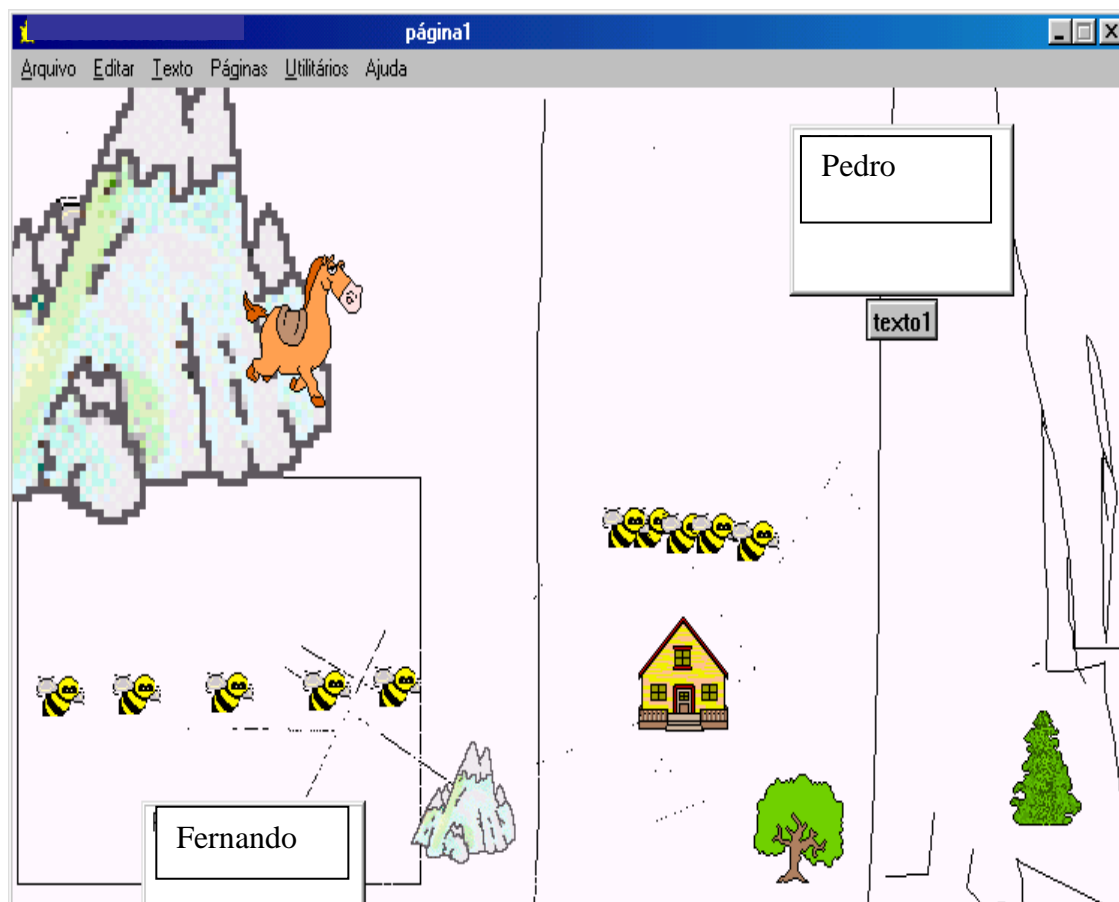 página1
Arquivo Editar Texto Páginas Utilitários Ajuda
Pedro
texto1
Fernando